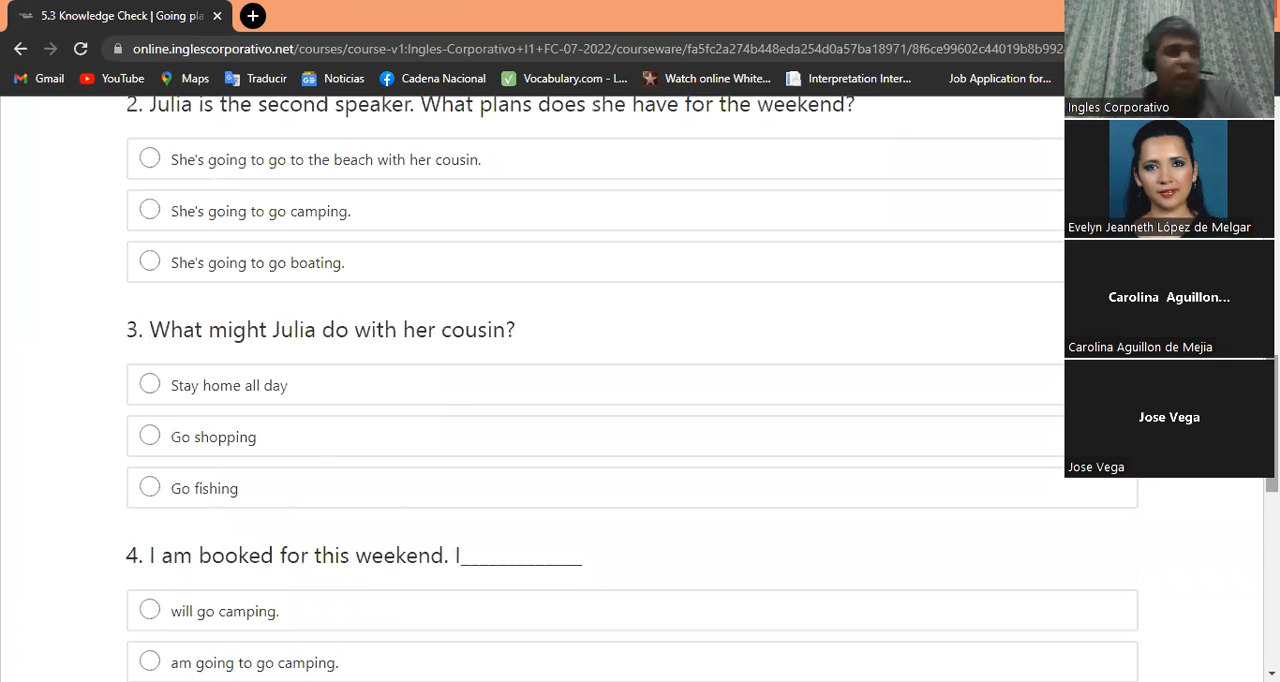 5.3 Knowledge Check | Going pla
online.inglescorporativo.net/courses/course-v1:Ingles-Corporativo+I1+FC-07-2022/courseware/fa5fc2a274b448eda254d0a57ba18971/8f6ce99602c44019b8b992
Gmail YouTube Maps Traducir Noticias Cadena Nacional Vocabulary.com - L... Watch online White... Interpretation Inter... Job Application for...
2. Julia is the second speaker. What plans does she have for the weekend?
She's going to go to the beach with her cousin.
She's going to go camping.
She's going to go boating.
3. What might Julia do with her cousin?
Stay home all day
Go shopping
Go fishing
4. I am booked for this weekend. I_____________
will go camping.
am going to go camping.
Ingles Corporativo
Evelyn Jeanneth López de Melgar
Carolina Aguillon...
Carolina Aguillon de Mejia
Jose Vega
Jose Vega